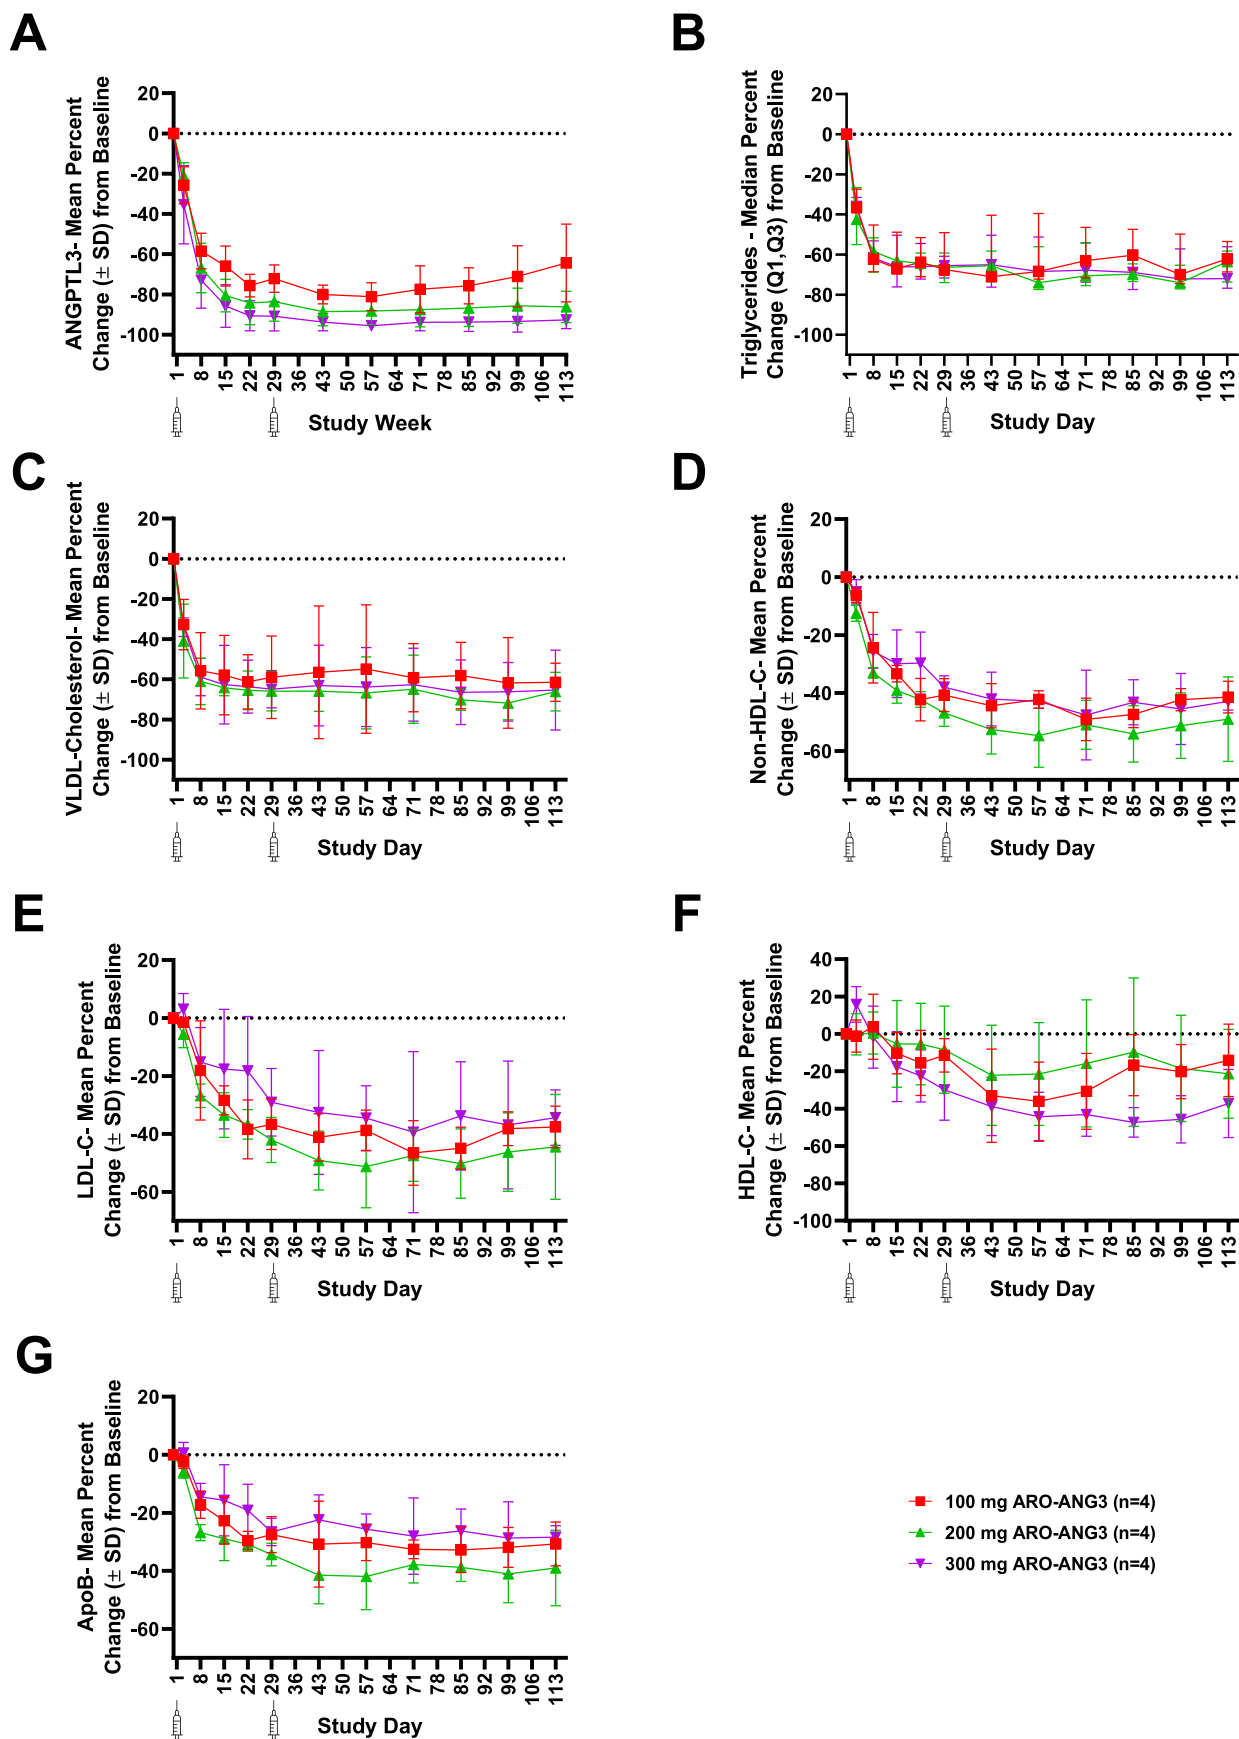 A
ANGPTL3- Mean Percent
Change (± SD) from Baseline
20
0
-20
-40
-60
-80
-100
1 8 15 22 29 36 43 50 57 64 71 78 85 92 99 106 113
Study Week
B
Triglycerides - Median Percent
Change (Q1,Q3) from Baseline
20
0
-20
-40
-60
-80
-100
1 8 15 22 29 36 43 50 57 64 71 78 85 92 99 106 113
Study Day
C
VLDL-Cholesterol- Mean Percent
Change (± SD) from Baseline
20
0
-20
-40
-60
-80
-100
1 8 15 22 29 36 43 50 57 64 71 78 85 92 99 106 113
Study Day
D
Non-HDL-C- Mean Percent
Change (± SD) from Baseline
20
0
-20
-40
-60
1 8 15 22 29 36 43 50 57 64 71 78 85 92 99 106 113
Study Day
E
LDL-C- Mean Percent
Change (± SD) from Baseline
20
0
-20
-40
-60
1 8 15 22 29 36 43 50 57 64 71 78 85 92 99 106 113
Study Day
F
HDL-C- Mean Percent
Change (± SD) from Baseline
40
20
0
-20
-40
-60
-80
-100
1 8 15 22 29 36 43 50 57 64 71 78 85 92 99 106 113
Study Day
G
ApoB- Mean Percent
Change (± SD) from Baseline
20
0
-20
-40
-60
1 8 15 22 29 36 43 50 57 64 71 78 85 92 99 106 113
Study Day
100 mg ARO-ANG3 (n=4)
200 mg ARO-ANG3 (n=4)
300 mg ARO-ANG3 (n=4)